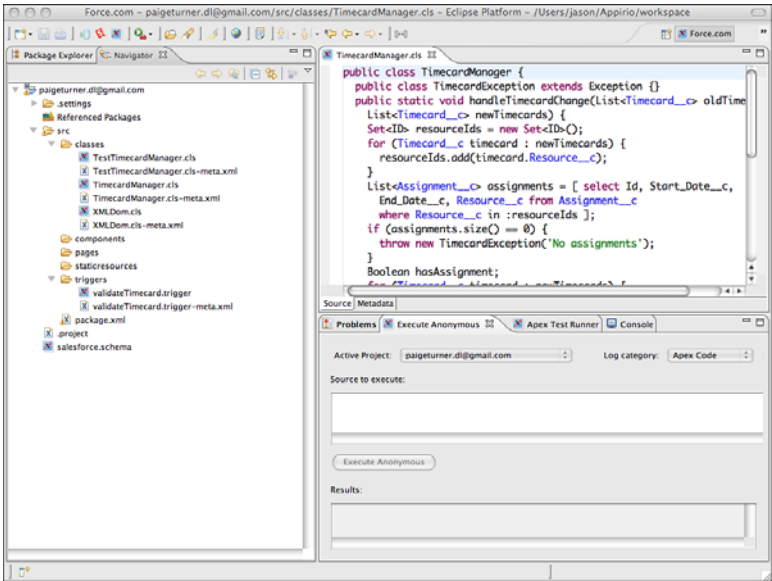 Force.com – paigeturner.dl@gmail.com/src/classes/TimecardManager.cls – Eclipse Platform – /Users/jason/Appirio/workspace
Force.com
Package Explorer
Navigator
paigeturner.dl@gmail.com
.settings
Referenced Packages
src
classes
TestTimecardManager.cls
TestTimecardManager.cls-meta.xml
TimecardManager.cls
TimecardManager.cls-meta.xml
XMLDom.cls
XMLDom.cls-meta.xml
components
pages
staticresources
triggers
validateTimecard.trigger
validateTimecard.trigger-meta.xml
package.xml
.project
salesforce.schema
TimecardManager.cls
public class TimecardManager {
public class TimecardException extends Exception {}
public static void handleTimecardChange(List<Timecard__c> oldTime
List<Timecard__c> newTimecards) {
Set<ID> resourceIds = new Set<ID>();
for (Timecard__c timecard : newTimecards) {
resourceIds.add(timecard.Resource__c);
}
List<Assignment__c> assignments = [ select Id, Start_Date__c,
End_Date__c, Resource__c from Assignment__c
where Resource__c in :resourceIds ];
if (assignments.size() == 0) {
throw new TimecardException('No assignments');
}
Boolean hasAssignment;
for (Timecard__c timecard : newTimecards) {
Source Metadata
Problems
Execute Anonymous
Apex Test Runner
Console
Active Project: paigeturner.dl@gmail.com
Log category: Apex Code
Source to execute:
Execute Anonymous
Results: